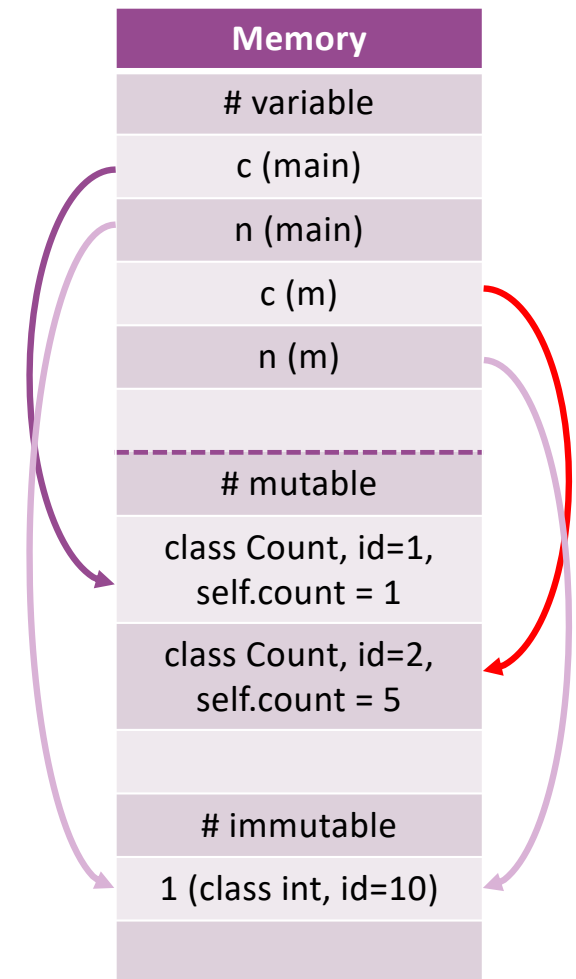 Memory
# variable
c (main)
n (main)
c (m)
n (m)
# mutable
class Count, id=1,
self.count = 1
class Count, id=2,
self.count = 5
# immutable
1 (class int, id=10)